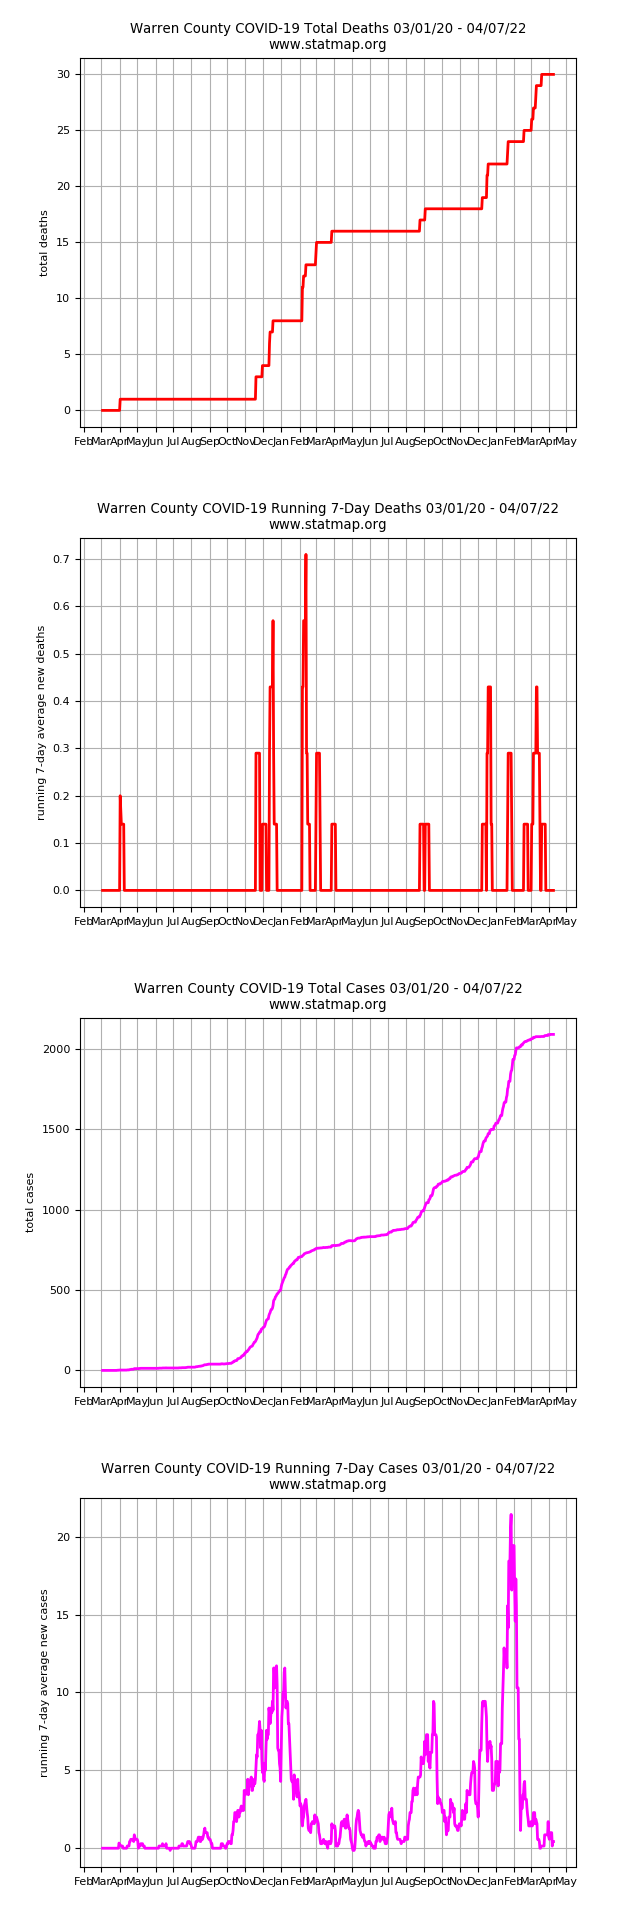 Warren County COVID-19 Total Deaths 03/01/20 - 04/07/22
www.statmap.org
30
25
20
15
10
5
0
total deaths
Feb Mar Apr May Jun Jul Aug Sep Oct Nov Dec Jan Feb Mar Apr May Jun Jul Aug Sep Oct Nov Dec Jan Feb Mar Apr May
Warren County COVID-19 Running 7-Day Deaths 03/01/20 - 04/07/22
www.statmap.org
0.7
0.6
0.5
0.4
0.3
0.2
0.1
0.0
running 7-day average new deaths
Feb Mar Apr May Jun Jul Aug Sep Oct Nov Dec Jan Feb Mar Apr May Jun Jul Aug Sep Oct Nov Dec Jan Feb Mar Apr May
Warren County COVID-19 Total Cases 03/01/20 - 04/07/22
www.statmap.org
2000
1500
1000
500
0
total cases
Feb Mar Apr May Jun Jul Aug Sep Oct Nov Dec Jan Feb Mar Apr May Jun Jul Aug Sep Oct Nov Dec Jan Feb Mar Apr May
Warren County COVID-19 Running 7-Day Cases 03/01/20 - 04/07/22
www.statmap.org
20
15
10
5
0
running 7-day average new cases
Feb Mar Apr May Jun Jul Aug Sep Oct Nov Dec Jan Feb Mar Apr May Jun Jul Aug Sep Oct Nov Dec Jan Feb Mar Apr May